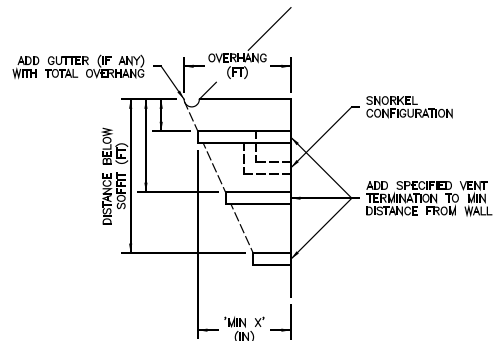 ADD GUTTER (IF ANY)
WITH TOTAL OVERHANG
OVERHANG
(FT)
SNORKEL
CONFIGURATION
DISTANCE BELOW
SOFFIT (FT)
ADD SPECIFIED VENT
TERMINATION TO MIN
DISTANCE FROM WALL
'MIN X'
(IN)